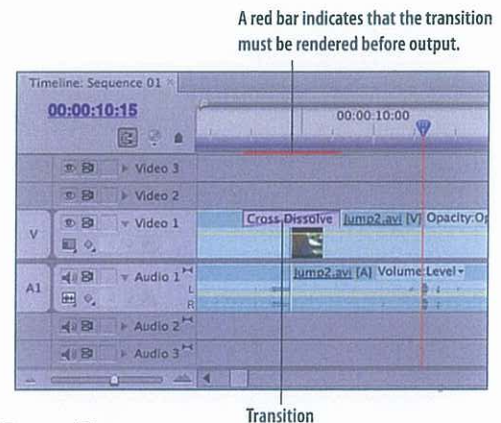 A red bar indicates that the transition
must be rendered before output.
Timeline: Sequence 01 ×
00:00:10:15
00:00:10:00
Video 3
Video 2
V
Video 1
Cross Dissolve
Jump2.avi [V] Opacity:Op
A1
Audio 1
L
R
Jump2.avi [A] Volume:Level
Audio 2
Audio 3
Transition